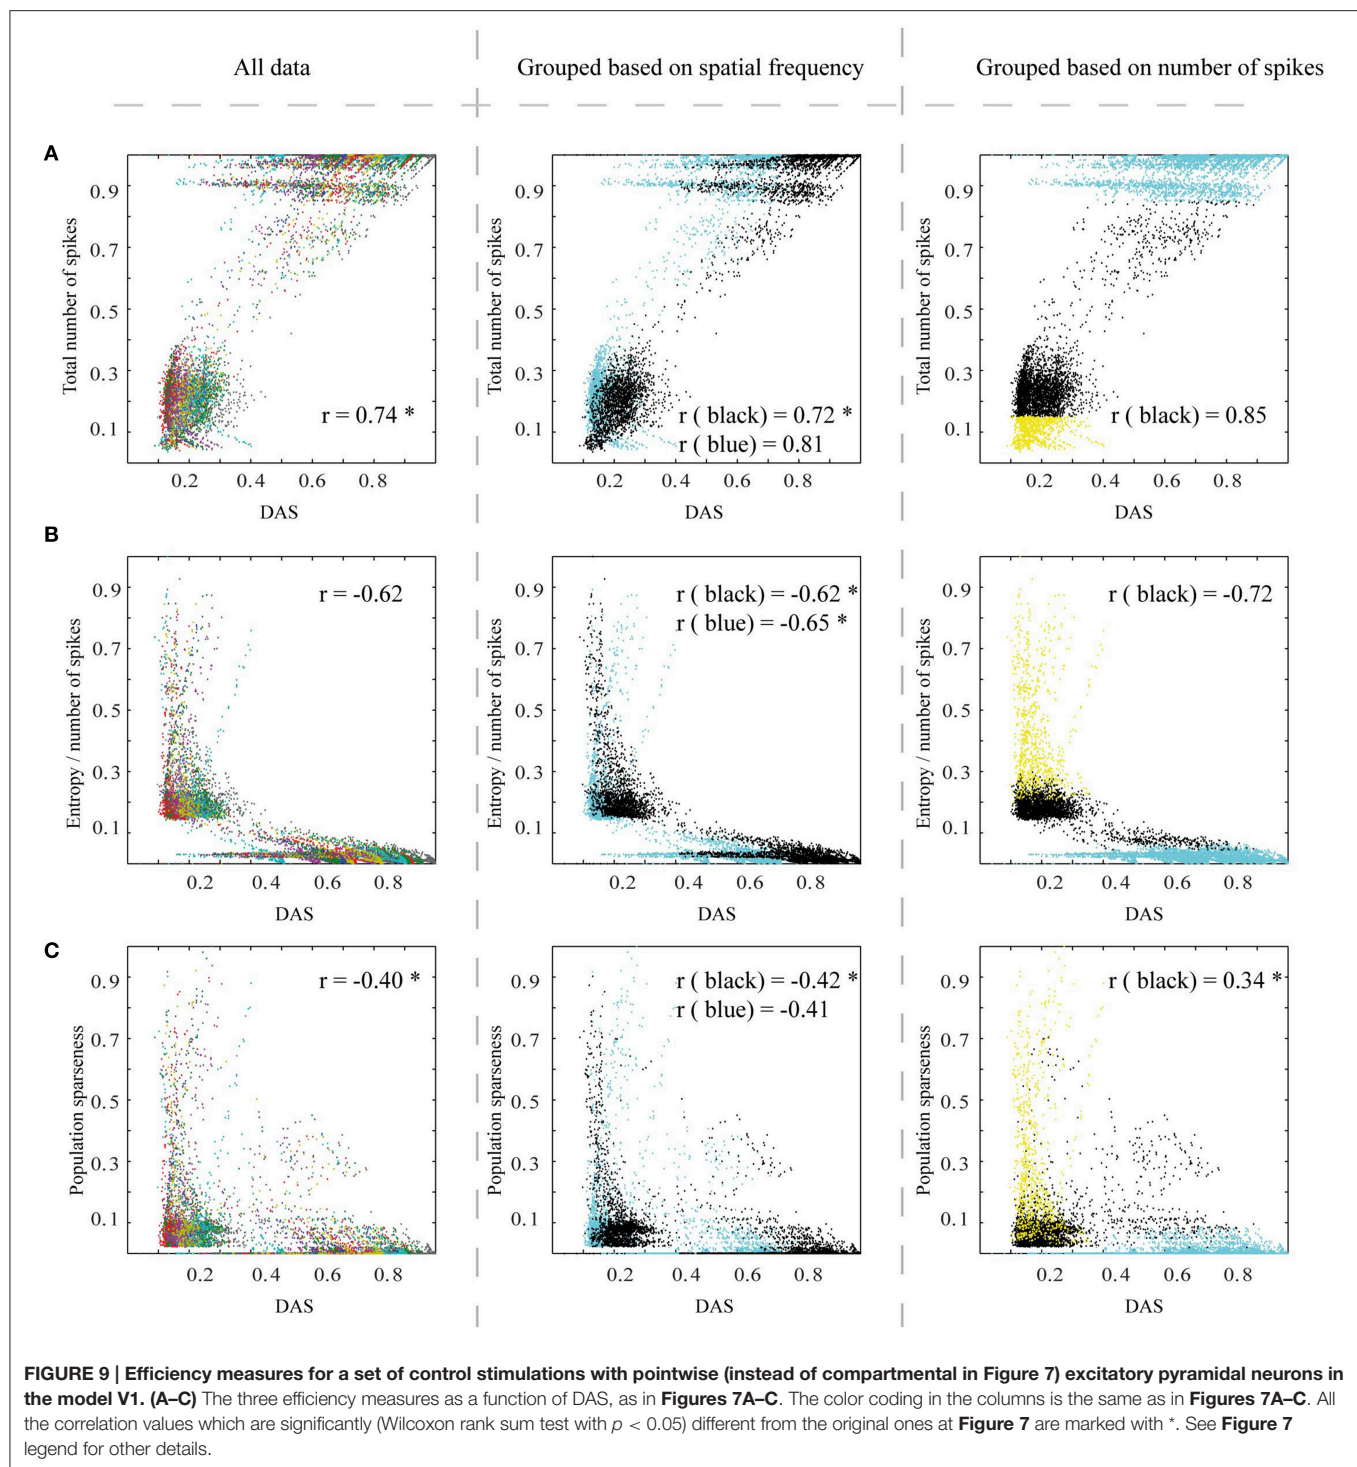 All data
Grouped based on spatial frequency
Grouped based on number of spikes
A
Total number of spikes
0.9
0.7
0.5
0.3
0.1
r = 0.74 *
0.2 0.4 0.6 0.8
DAS
Total number of spikes
0.9
0.7
0.5
0.3
0.1
r ( black) = 0.72 *
r ( blue) = 0.81
0.2 0.4 0.6 0.8
DAS
Total number of spikes
0.9
0.7
0.5
0.3
0.1
r ( black) = 0.85
0.2 0.4 0.6 0.8
DAS
B
Entropy / number of spikes
0.9
0.7
0.5
0.3
0.1
r = -0.62
0.2 0.4 0.6 0.8
DAS
Entropy / number of spikes
0.9
0.7
0.5
0.3
0.1
r ( black) = -0.62 *
r ( blue) = -0.65 *
0.2 0.4 0.6 0.8
DAS
Entropy / number of spikes
0.9
0.7
0.5
0.3
0.1
r ( black) = -0.72
0.2 0.4 0.6 0.8
DAS
C
Population sparseness
0.9
0.7
0.5
0.3
0.1
r = -0.40 *
0.2 0.4 0.6 0.8
DAS
Population sparseness
0.9
0.7
0.5
0.3
0.1
r ( black) = -0.42 *
r ( blue) = -0.41
0.2 0.4 0.6 0.8
DAS
Population sparseness
0.9
0.7
0.5
0.3
0.1
r ( black) = 0.34 *
0.2 0.4 0.6 0.8
DAS
FIGURE 9 | Efficiency measures for a set of control stimulations with pointwise (instead of compartmental in Figure 7) excitatory pyramidal neurons in
the model V1. (A–C) The three efficiency measures as a function of DAS, as in Figures 7A–C. The color coding in the columns is the same as in Figures 7A–C. All
the correlation values which are significantly (Wilcoxon rank sum test with p < 0.05) different from the original ones at Figure 7 are marked with *. See Figure 7
legend for other details.